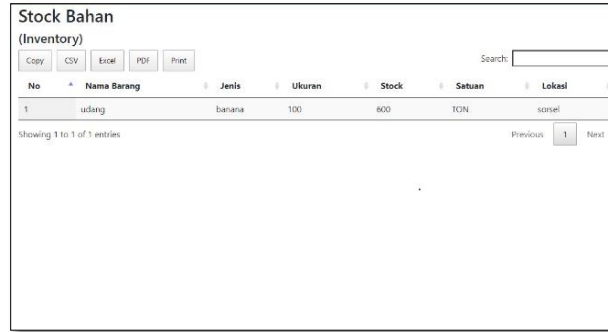 Stock Bahan
(Inventory)
Copy CSV Excel PDF Print Search:
No Nama Barang Jenis Ukuran Stock Satuan Lokasi
1 udang banana 100 600 TON sorsel
Showing 1 to 1 of 1 entries Previous 1 Next